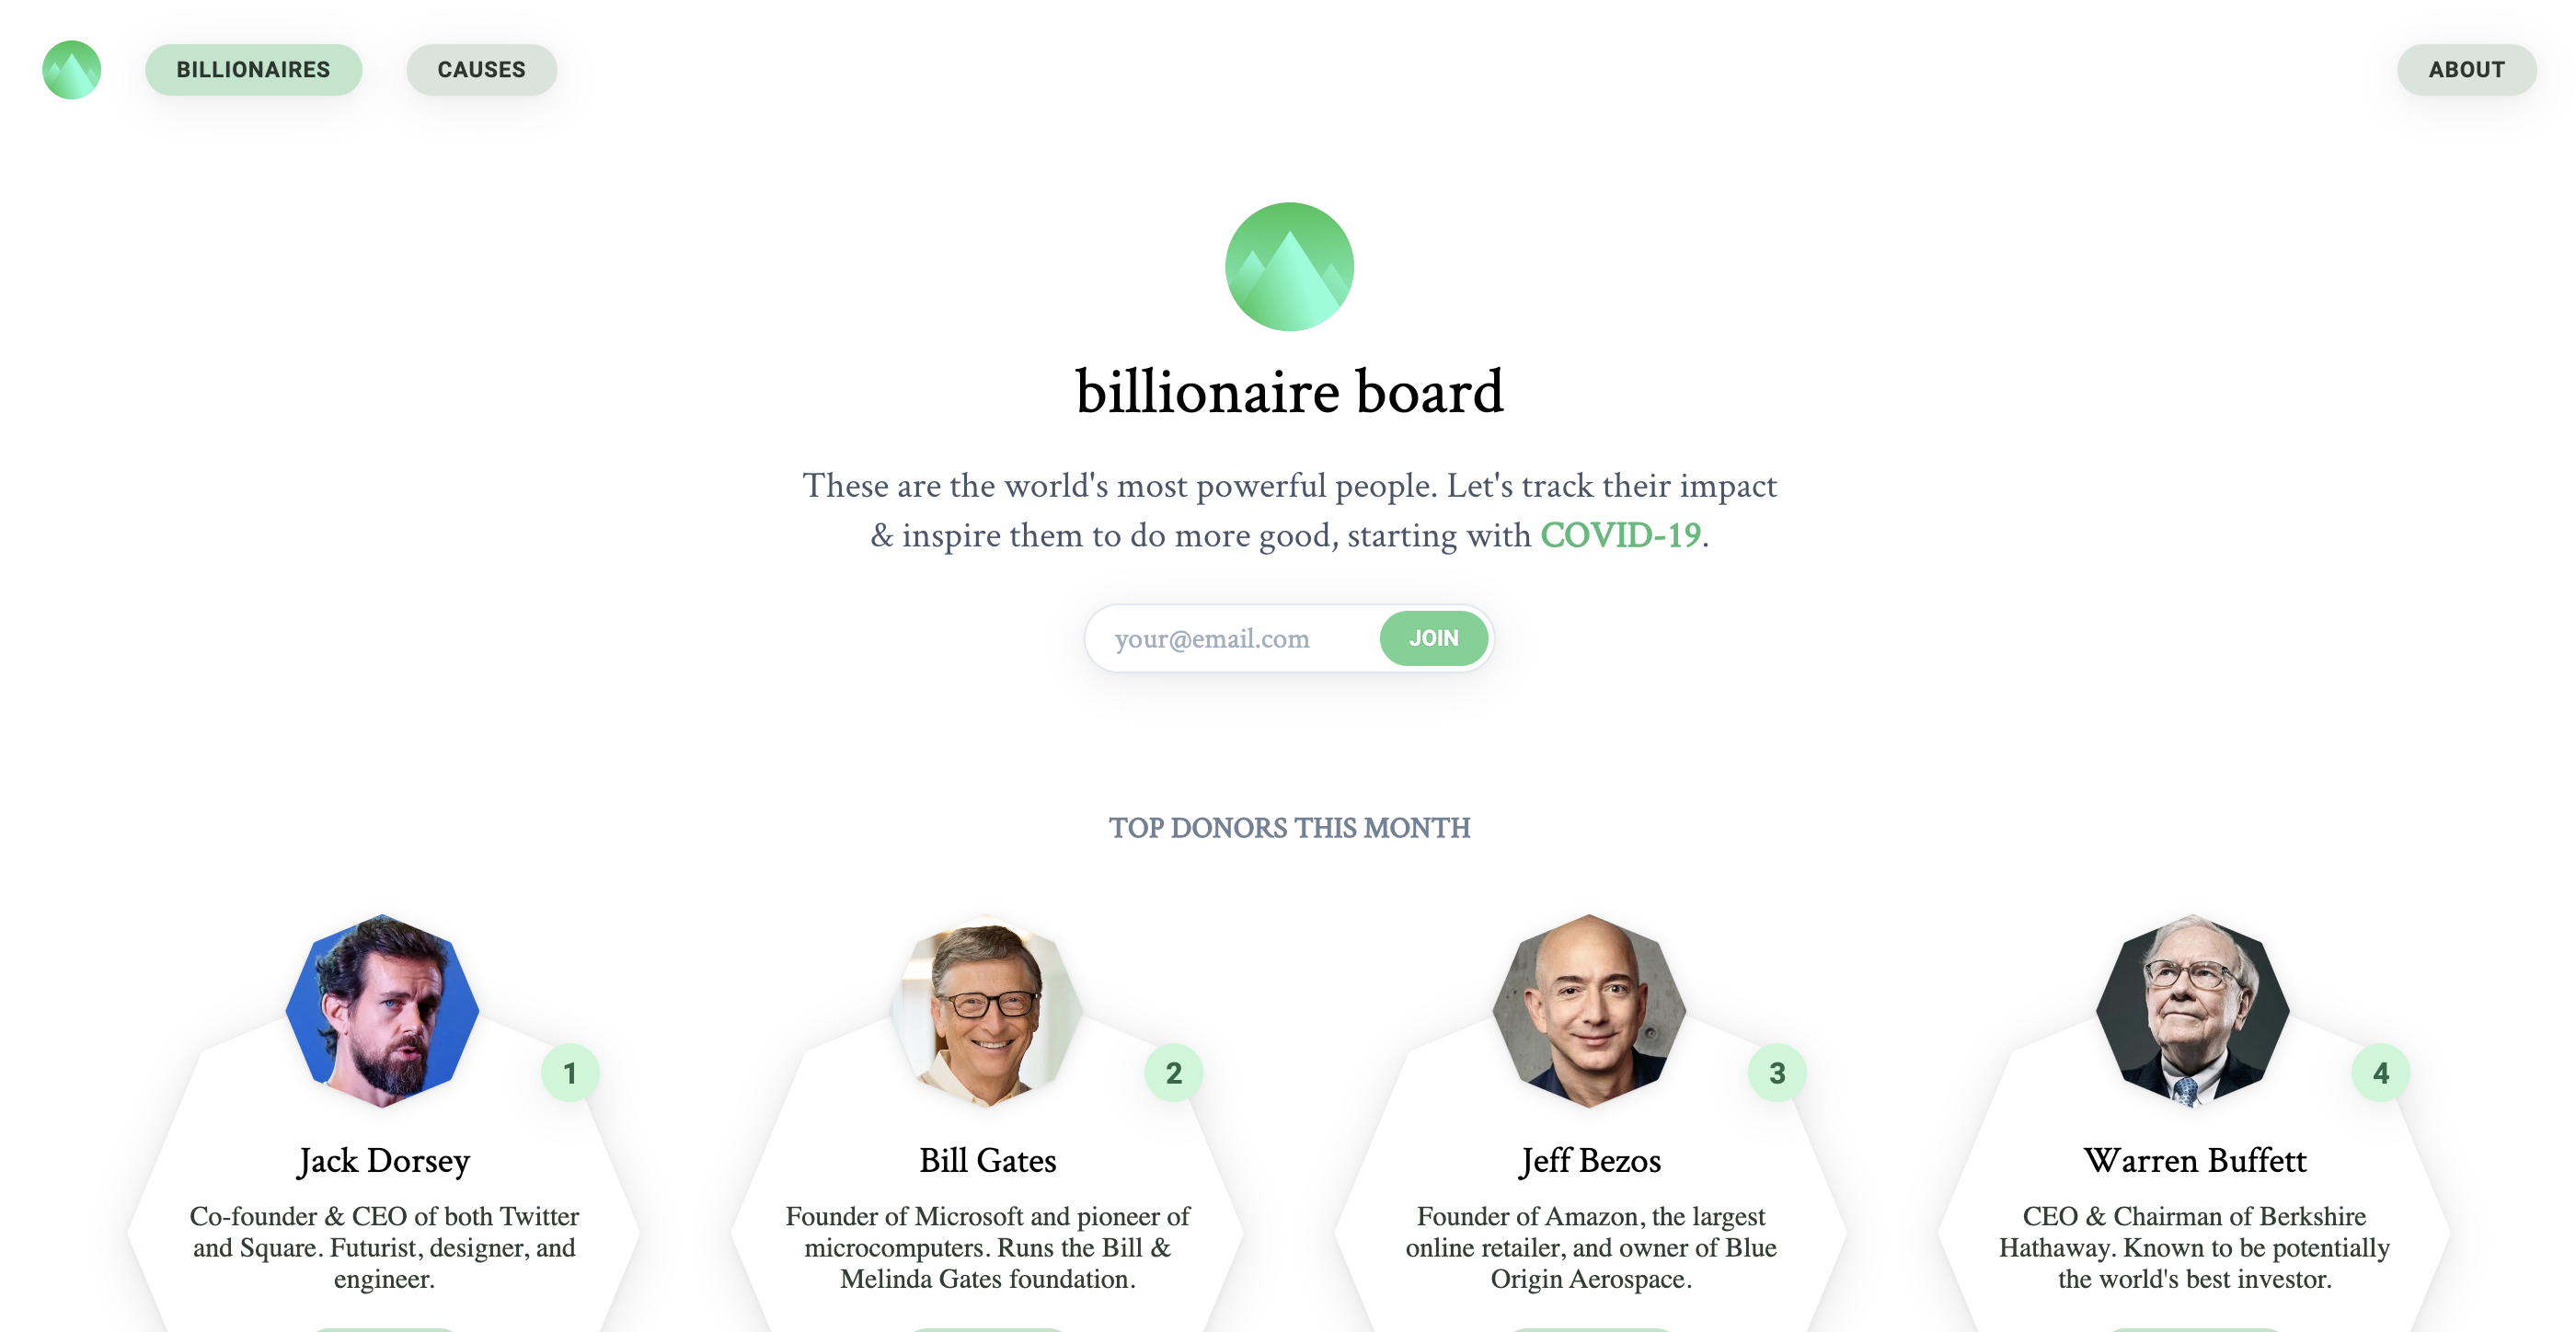 BILLIONAIRES
CAUSES
ABOUT
billionaire board
These are the world's most powerful people. Let's track their impact
& inspire them to do more good, starting with COVID-19.
your@email.com
JOIN
TOP DONORS THIS MONTH
1
Jack Dorsey
Co-founder & CEO of both Twitter
and Square. Futurist, designer, and
engineer.
2
Bill Gates
Founder of Microsoft and pioneer of
microcomputers. Runs the Bill &
Melinda Gates foundation.
3
Jeff Bezos
Founder of Amazon, the largest
online retailer, and owner of Blue
Origin Aerospace.
4
Warren Buffett
CEO & Chairman of Berkshire
Hathaway. Known to be potentially
the world's best investor.